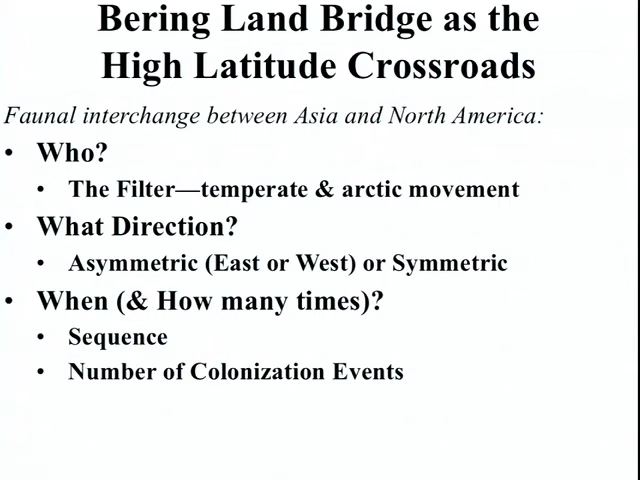 Bering Land Bridge as the
High Latitude Crossroads
Faunal interchange between Asia and North America:
• Who?
• The Filter—temperate & arctic movement
• What Direction?
• Asymmetric (East or West) or Symmetric
• When (& How many times)?
• Sequence
• Number of Colonization Events